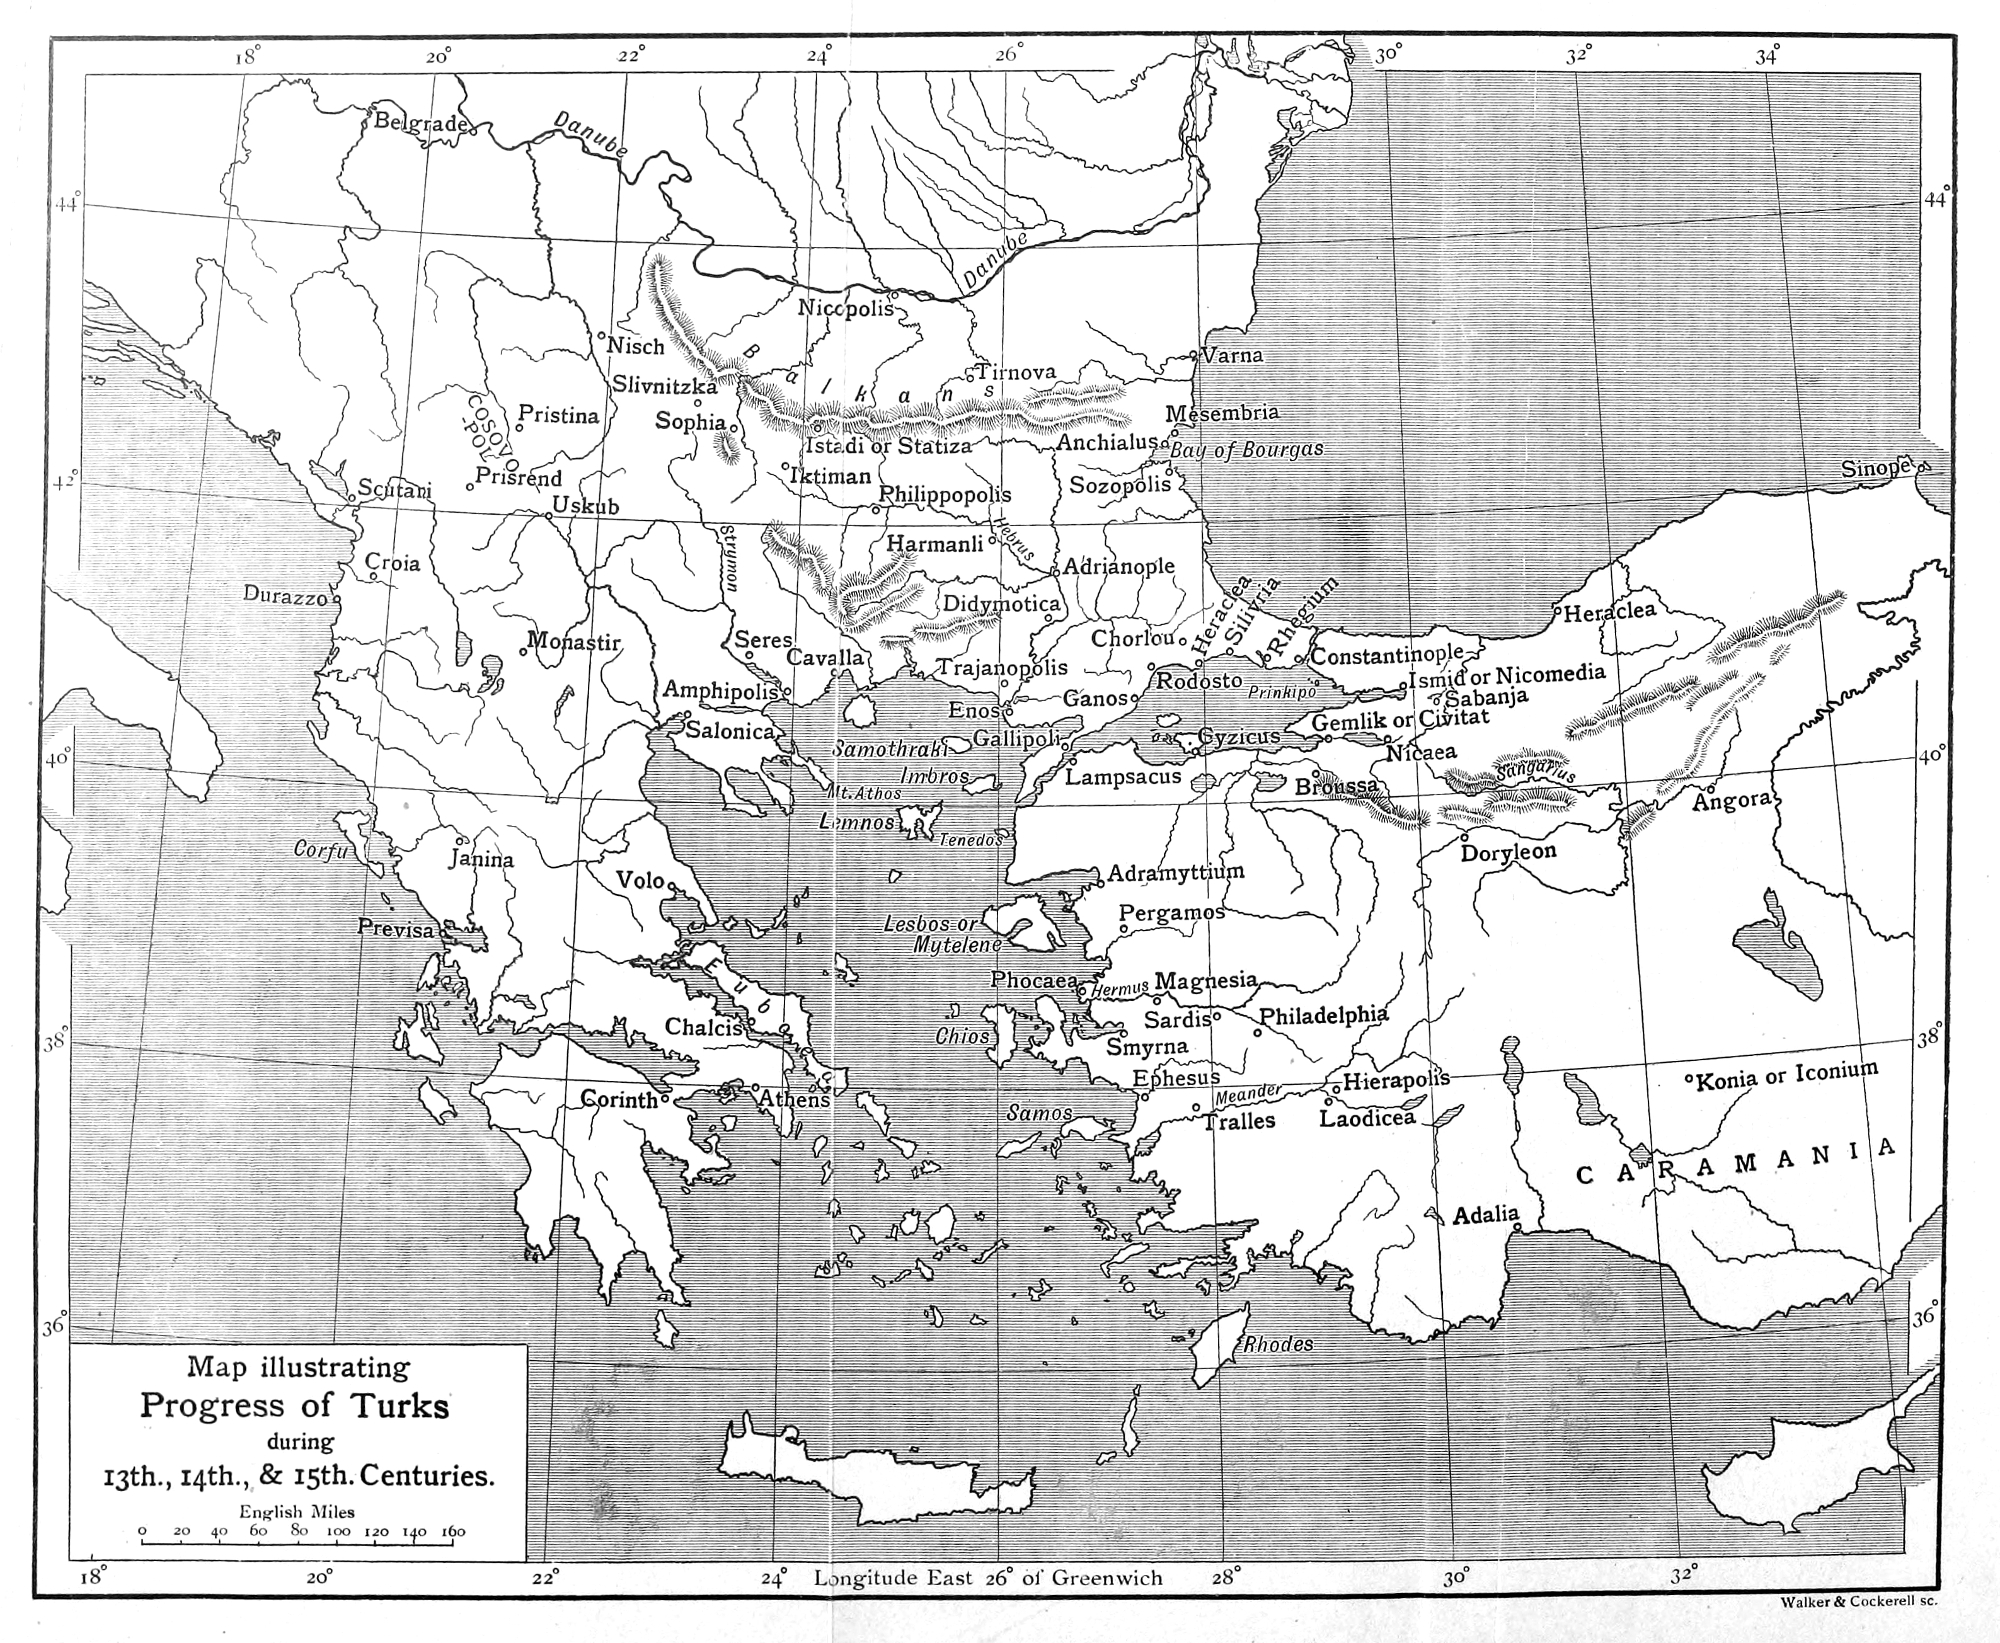 18° 20° 22° 24° 26° 30° 32° 34°
Belgrade
Danube
44° 44°
Danube
Nicopolis
Nisch
Varna
Balkans
Tirnova
Slivnitzka
COSOVO
-POL
Pristina
Sophia
Mesembria
Istadi or Statiza
Anchialus
Bay of Bourgas
Sinope
42°
Prisrend
Iktiman
Sozopolis
Scutari
Philippopolis
Uskub
Strymon
Harmanli
Hebrus
Croia
Adrianople
Durazzo
Didymotica
Heraclea
Silivria
Rhegium
Heraclea
Monastir
Seres
Chorlou
Cavalla
Constantinople
Trajanopolis
Rodosto
Ismid or Nicomedia
Amphipolis
Prinkipo
Sabanja
Enos
Ganos
Gemlik or Civitat
Salonica
Gallipoli
Cyzicus
Samothraki
Nicaea
40° 40°
Imbros
Lampsacus
Sangarius
Mt. Athos
Broussa
Angora
Lemnos
Tenedos
Corfu
Janina
Doryleon
Volo
Adramyttium
Pergamos
Previsa
Lesbos or
Mytelene
Euboea
Phocaea
Hermus
Magnesia
Chalcis
Sardis
Philadelphia
38° 38°
Chios
Smyrna
Ephesus
Hierapolis
Konia or Iconium
Corinth
Athens
Meander
Samos
Tralles
Laodicea
CARAMANIA
Adalia
36° 36°
Rhodes
Map illustrating
Progress of Turks
during
13th., 14th., & 15th. Centuries.
English Miles
0 20 40 60 80 100 120 140 160
18° 20° 22° 24° Longitude East 26° of Greenwich 28° 30° 32°
Walker & Cockerell sc.